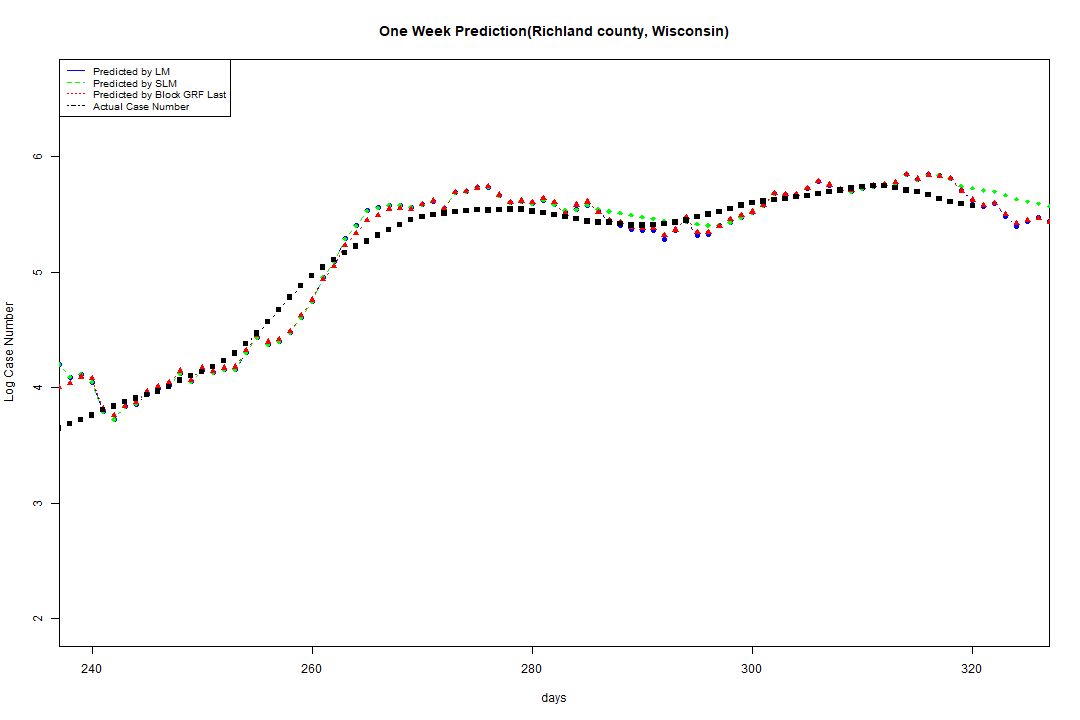 One Week Prediction(Richland county, Wisconsin)
Predicted by LM
Predicted by SLM
Predicted by Block GRF Last
Actual Case Number
6
5
4
3
2
Log Case Number
240 260 280 300 320
days